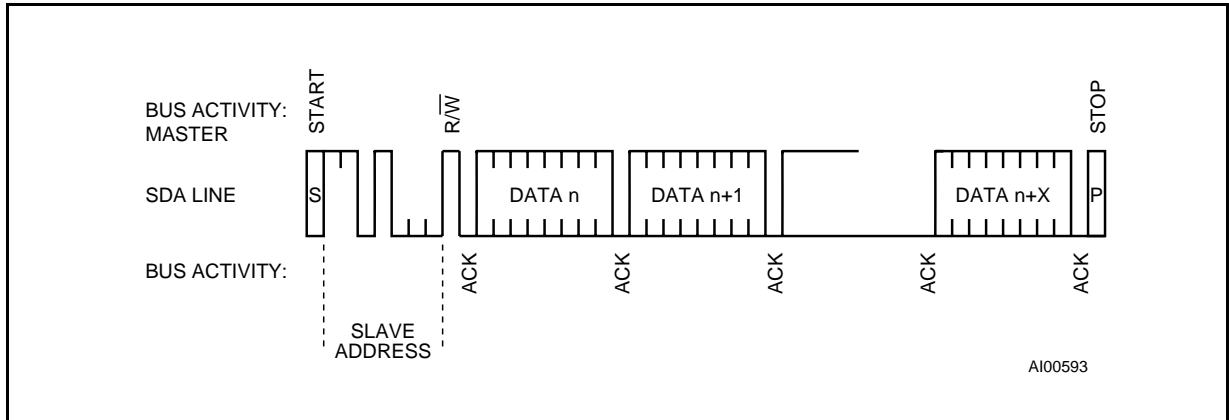 BUS ACTIVITY:
MASTER
START
R/W
STOP
SDA LINE
S
DATA n
DATA n+1
DATA n+X
P
BUS ACTIVITY:
ACK
ACK
ACK
ACK
ACK
SLAVE
ADDRESS
AI00593